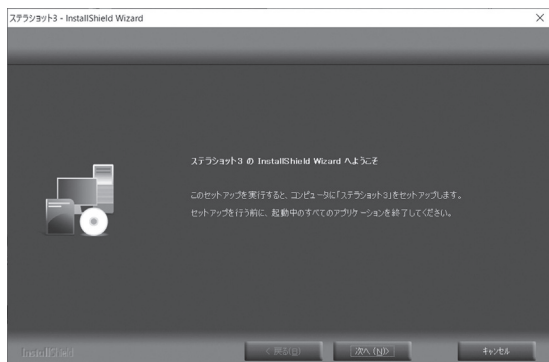 ステラショット3 - InstallShield Wizard
ステラショット3 の InstallShield Wizard へようこそ
このセットアップを実行すると、コンピュータに「ステラショット3」をセットアップします。
セットアップを行う前に、起動中のすべてのアプリケーションを終了してください。
InstallShield
< 戻る(B)
次へ(N)>
キャンセル